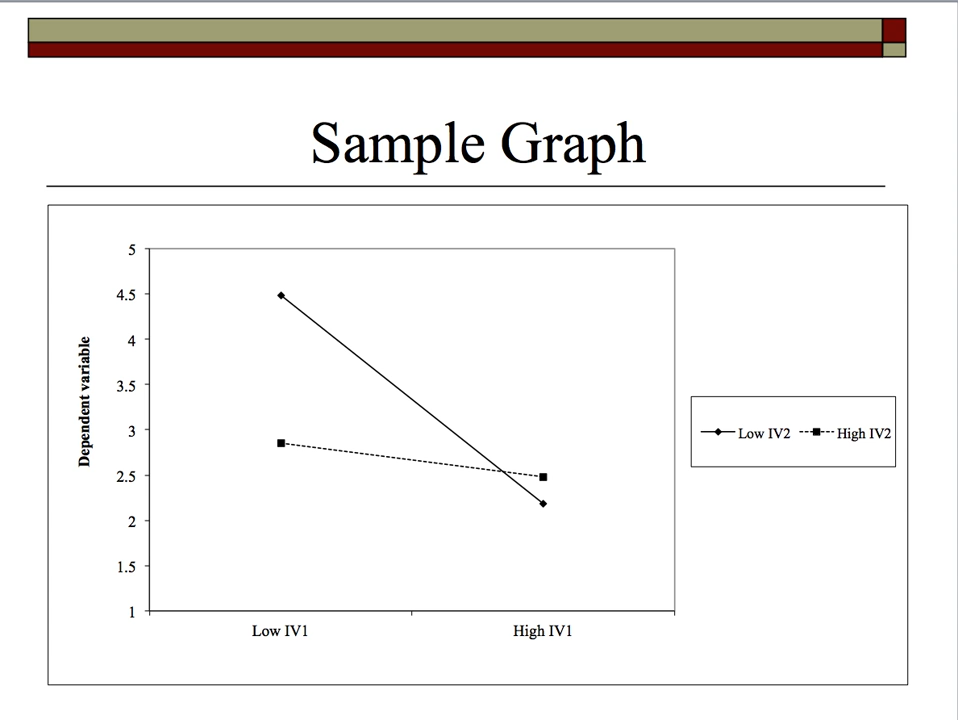 Sample Graph
Dependent variable
5
4.5
4
3.5
3
2.5
2
1.5
1
Low IV1
High IV1
Low IV2
High IV2